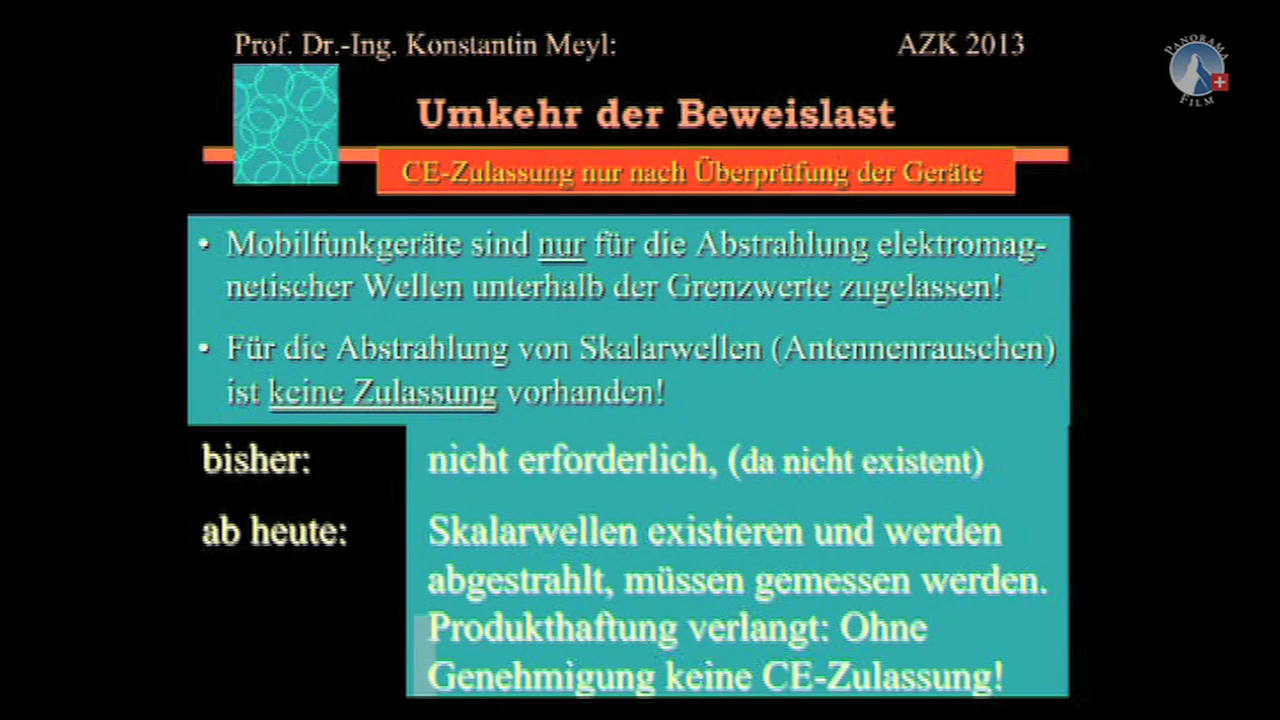 Prof. Dr.-Ing. Konstantin Meyl:
AZK 2013
PANORAMA
FILM
Umkehr der Beweislast
CE-Zulassung nur nach Überprüfung der Geräte
• Mobilfunkgeräte sind nur für die Abstrahlung elektromag-
netischer Wellen unterhalb der Grenzwerte zugelassen!
• Für die Abstrahlung von Skalarwellen (Antennenrauschen)
ist keine Zulassung vorhanden!
bisher: nicht erforderlich, (da nicht existent)
ab heute: Skalarwellen existieren und werden
abgestrahlt, müssen gemessen werden.
Produkthaftung verlangt: Ohne
Genehmigung keine CE-Zulassung!